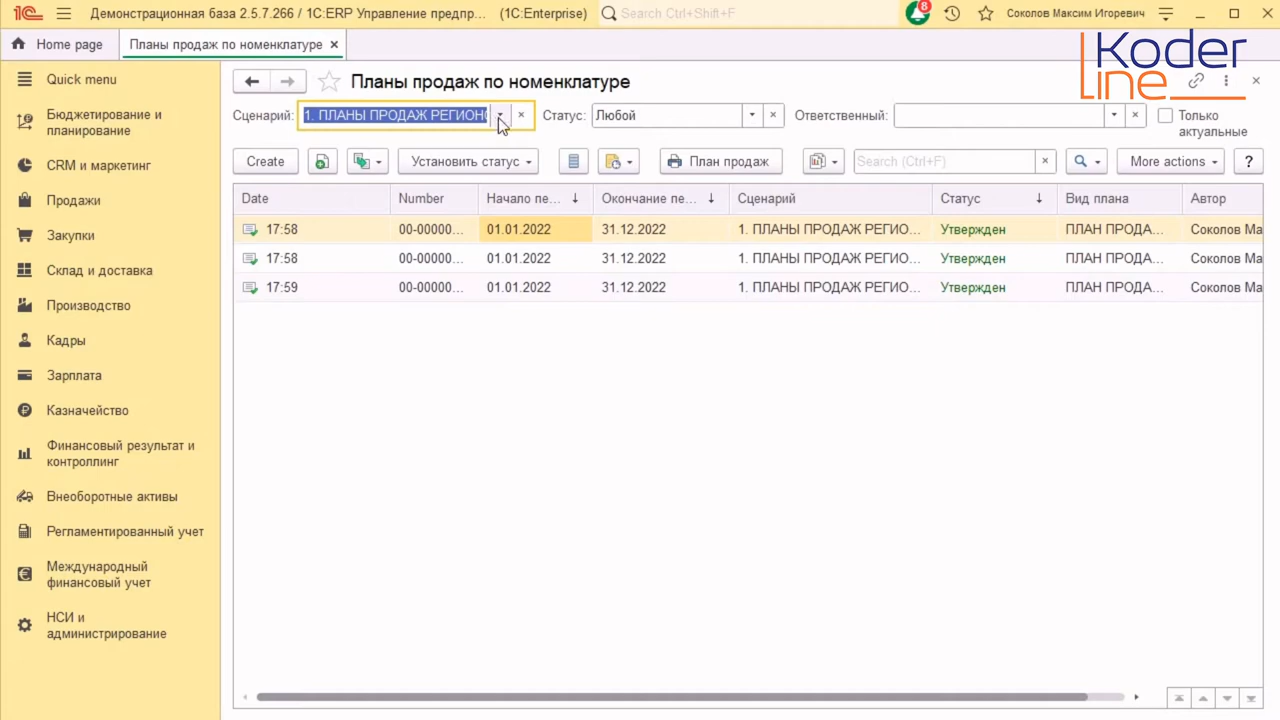 1С Демонстрационная база 2.5.7.266 / 1С:ERP Управление предпр... (1C:Enterprise) Search Ctrl+Shift+F 8 Соколов Максим Игоревич
Home page Планы продаж по номенклатуре
Koder
line
Quick menu
Бюджетирование и
планирование
CRM и маркетинг
Продажи
Закупки
Склад и доставка
Производство
Кадры
Зарплата
Казначейство
Финансовый результат и
контроллинг
Внеоборотные активы
Регламентированный учет
Международный
финансовый учет
НСИ и
администрирование
Планы продаж по номенклатуре
Сценарий: 1. ПЛАНЫ ПРОДАЖ РЕГИОНО Статус: Любой Ответственный: Только
актуальные
Create Установить статус План продаж Search (Ctrl+F) More actions ?
Date Number Начало пе... Окончание пе... Сценарий Статус Вид плана Автор
17:58 00-00000... 01.01.2022 31.12.2022 1. ПЛАНЫ ПРОДАЖ РЕГИО... Утвержден ПЛАН ПРОДА... Соколов Ма
17:58 00-00000... 01.01.2022 31.12.2022 1. ПЛАНЫ ПРОДАЖ РЕГИО... Утвержден ПЛАН ПРОДА... Соколов Ма
17:59 00-00000... 01.01.2022 31.12.2022 1. ПЛАНЫ ПРОДАЖ РЕГИО... Утвержден ПЛАН ПРОДА... Соколов Ма